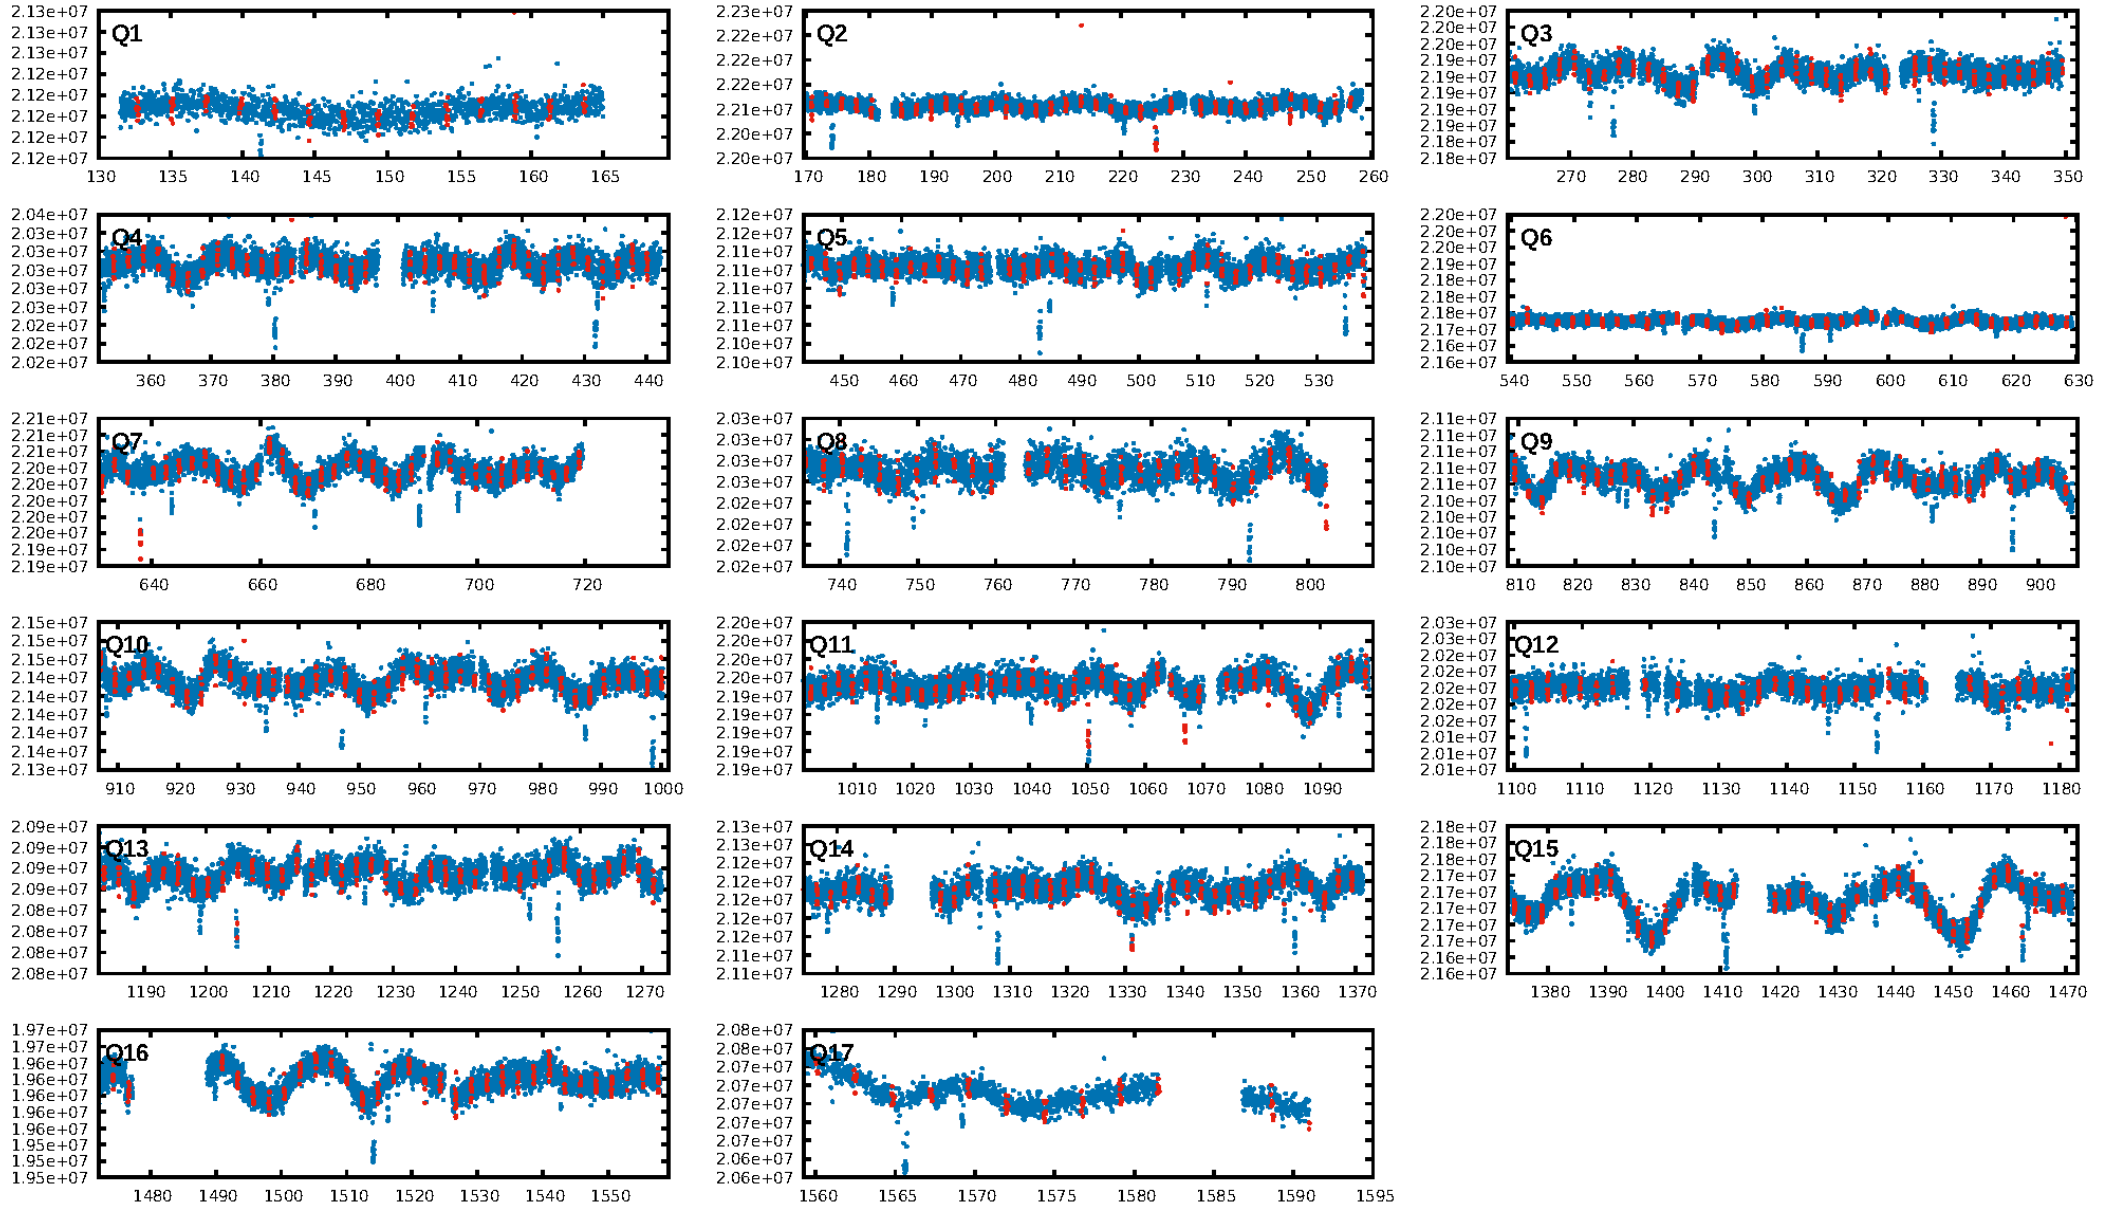 2.13e+07 2.13e+07 2.13e+07 2.12e+07 2.12e+07 2.12e+07 2.12e+07 2.12e+07
Q1
130 135 140 145 150 155 160 165
2.23e+07 2.22e+07 2.22e+07 2.22e+07 2.21e+07 2.20e+07 2.20e+07
Q2
170 180 190 200 210 220 230 240 250 260
2.20e+07 2.20e+07 2.20e+07 2.19e+07 2.19e+07 2.19e+07 2.19e+07 2.19e+07 2.18e+07 2.18e+07
Q3
270 280 290 300 310 320 330 340 350
2.04e+07 2.03e+07 2.03e+07 2.03e+07 2.03e+07 2.03e+07 2.02e+07 2.02e+07 2.02e+07
Q4
360 370 380 390 400 410 420 430 440
2.12e+07 2.12e+07 2.11e+07 2.11e+07 2.11e+07 2.11e+07 2.11e+07 2.10e+07
Q5
450 460 470 480 490 500 510 520 530
2.20e+07 2.20e+07 2.19e+07 2.19e+07 2.18e+07 2.18e+07 2.18e+07 2.17e+07 2.16e+07 2.16e+07
Q6
540 550 560 570 580 590 600 610 620 630
2.21e+07 2.21e+07 2.21e+07 2.20e+07 2.20e+07 2.20e+07 2.20e+07 2.20e+07 2.19e+07 2.19e+07
Q7
640 660 680 700 720
2.03e+07 2.03e+07 2.03e+07 2.03e+07 2.02e+07 2.02e+07 2.02e+07 2.02e+07
Q8
740 750 760 770 780 790 800
2.11e+07 2.11e+07 2.11e+07 2.11e+07 2.11e+07 2.10e+07 2.10e+07 2.10e+07 2.10e+07
Q9
810 820 830 840 850 860 870 880 890 900
2.15e+07 2.15e+07 2.15e+07 2.14e+07 2.14e+07 2.14e+07 2.14e+07 2.14e+07 2.13e+07
Q10
910 920 930 940 950 960 970 980 990 1000
2.20e+07 2.20e+07 2.20e+07 2.20e+07 2.19e+07 2.19e+07 2.19e+07 2.19e+07 2.19e+07
Q11
1010 1020 1030 1040 1050 1060 1070 1080 1090
2.03e+07 2.03e+07 2.02e+07 2.02e+07 2.02e+07 2.02e+07 2.02e+07 2.01e+07 2.01e+07 2.01e+07
Q12
1100 1110 1120 1130 1140 1150 1160 1170 1180
2.09e+07 2.09e+07 2.09e+07 2.09e+07 2.08e+07 2.08e+07 2.08e+07 2.08e+07
Q13
1190 1200 1210 1220 1230 1240 1250 1260 1270
2.13e+07 2.13e+07 2.12e+07 2.12e+07 2.12e+07 2.12e+07 2.12e+07 2.11e+07 2.11e+07
Q14
1280 1290 1300 1310 1320 1330 1340 1350 1360 1370
2.18e+07 2.18e+07 2.18e+07 2.17e+07 2.17e+07 2.17e+07 2.17e+07 2.17e+07 2.16e+07 2.16e+07
Q15
1380 1390 1400 1410 1420 1430 1440 1450 1460 1470
1.97e+07 1.97e+07 1.96e+07 1.96e+07 1.96e+07 1.96e+07 1.96e+07 1.95e+07 1.95e+07 1.95e+07
Q16
1480 1490 1500 1510 1520 1530 1540 1550
2.08e+07 2.08e+07 2.07e+07 2.07e+07 2.07e+07 2.07e+07 2.07e+07 2.06e+07 2.06e+07
Q17
1560 1565 1570 1575 1580 1585 1590 1595